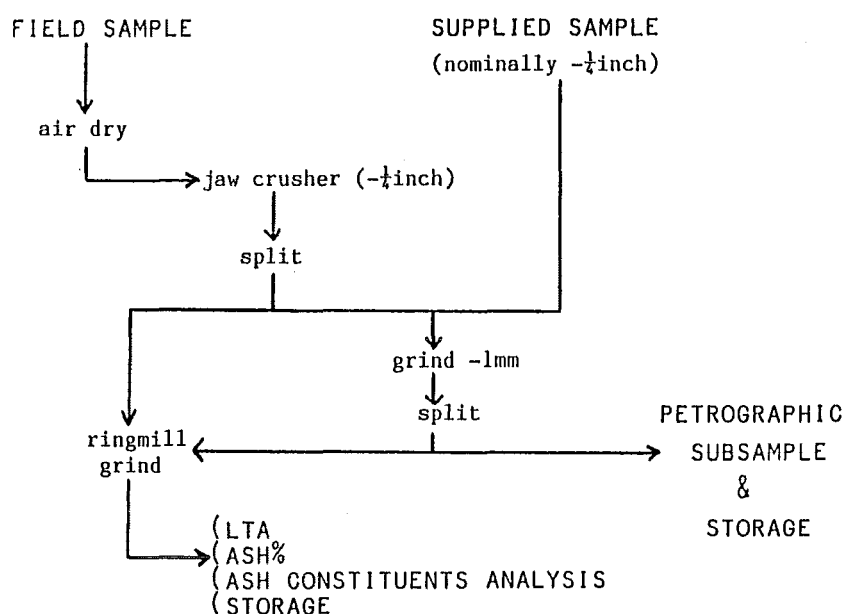 FIELD SAMPLE
SUPPLIED SAMPLE
(nominally -¼inch)
air dry
jaw crusher (-¼inch)
split
grind -1mm
split
ringmill
grind
PETROGRAPHIC
SUBSAMPLE
&
STORAGE
(LTA
(ASH%
(ASH CONSTITUENTS ANALYSIS
(STORAGE